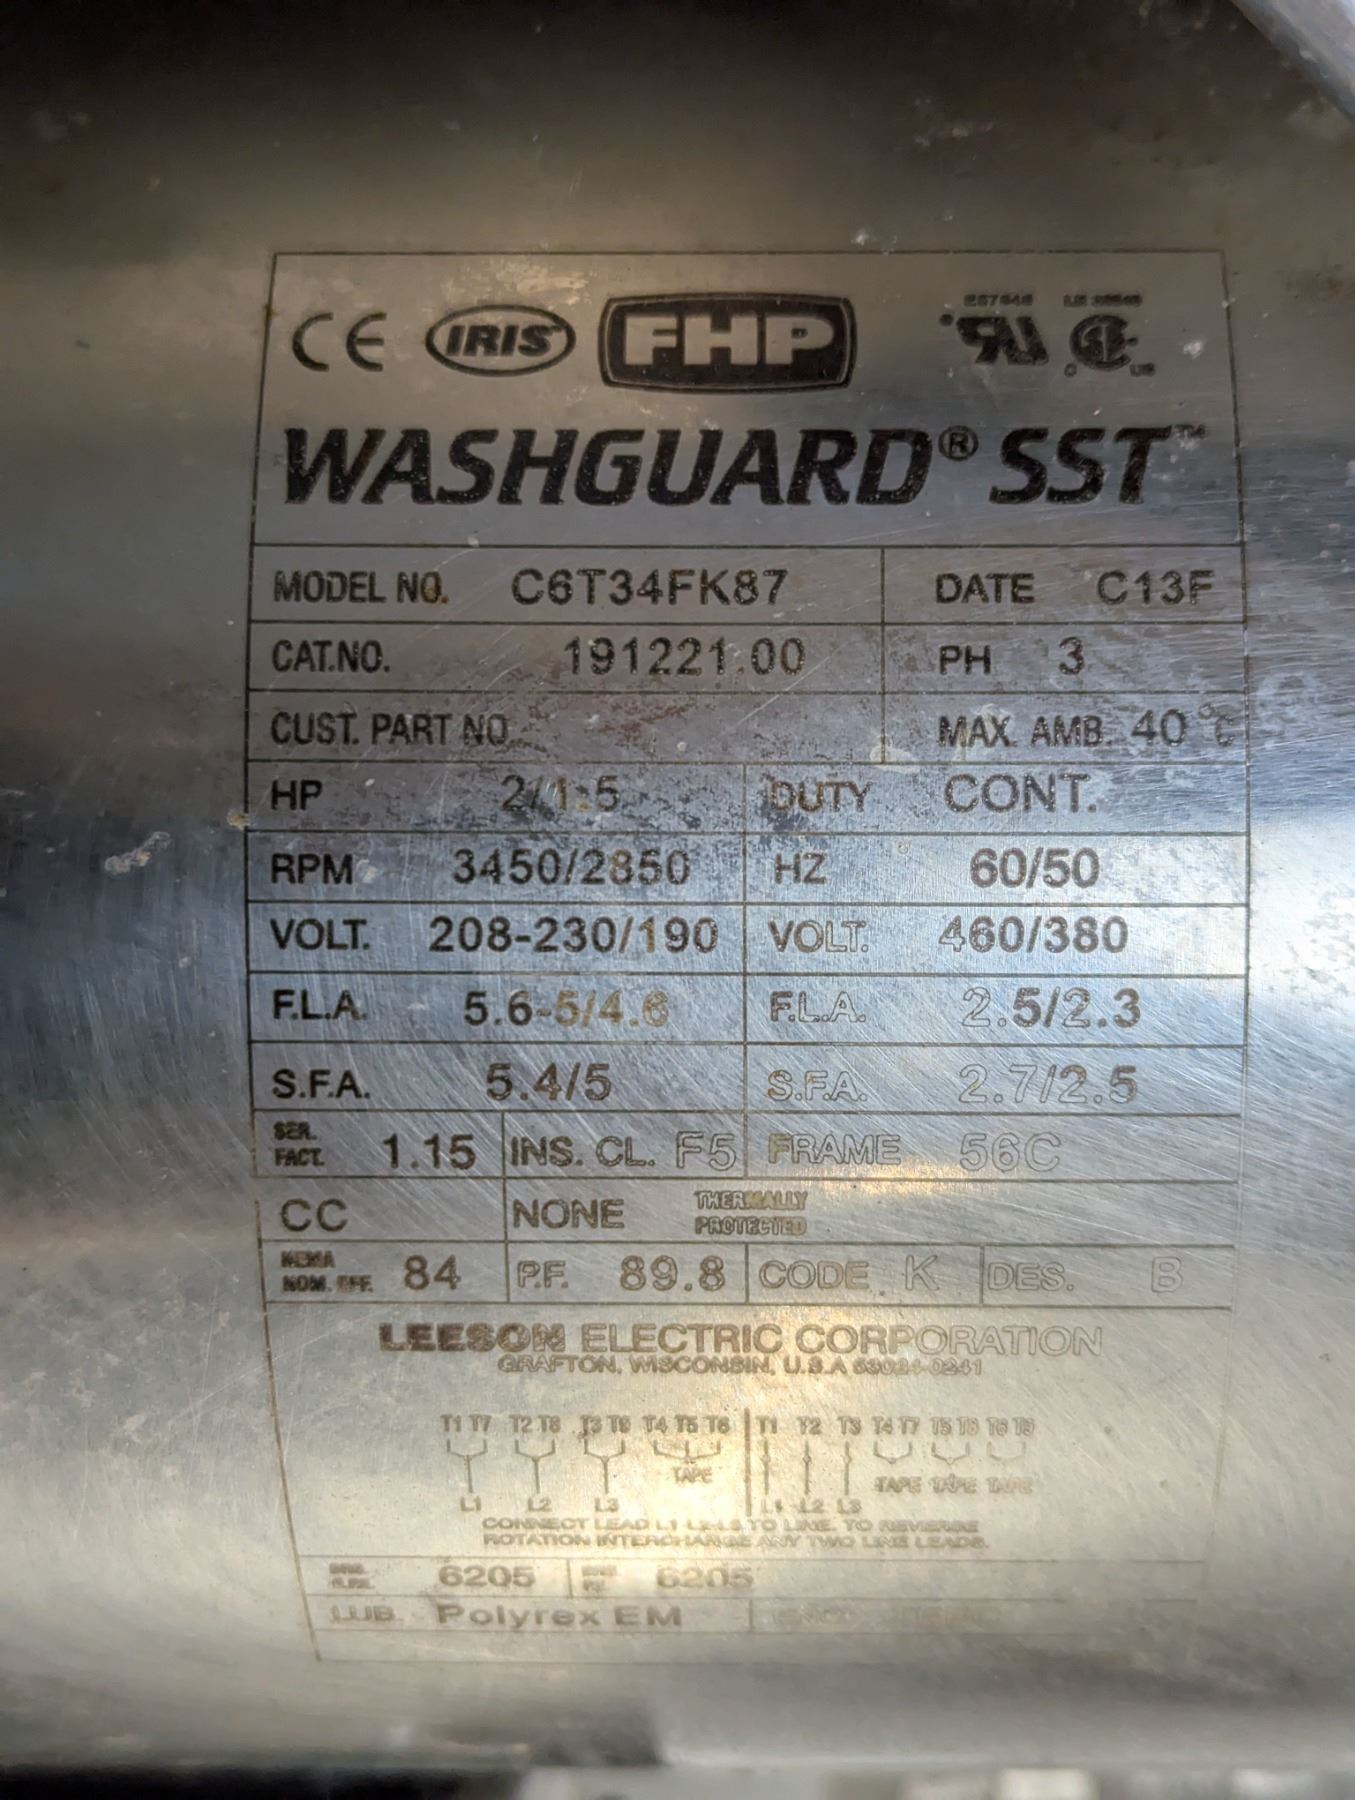 CE IRIS FHP E57948 LR 38849
WASHGUARD® SST™
MODEL NO. C6T34FK87 DATE C13F
CAT.NO. 191221.00 PH 3
CUST. PART NO MAX. AMB. 40 °C
HP 2/1.5 DUTY CONT.
RPM 3450/2850 HZ 60/50
VOLT. 208-230/190 VOLT. 460/380
F.L.A. 5.6-5/4.6 F.L.A. 2.5/2.3
S.F.A. 5.4/5 S.F.A. 2.7/2.5
SER. FACT. 1.15 INS. CL. F5 FRAME 56C
CC NONE THERMALLY PROTECTED
NEMA NOM. EFF. 84 P.F. 89.8 CODE K DES. B
LEESON ELECTRIC CORPORATION
GRAFTON, WISCONSIN, U.S.A 53024-0241
T1 T7 T2 T8 T3 T9 T4 T5 T6 T1 T2 T3 T4 T7 T5 T8 T6 T9
TAPE TAPE TAPE TAPE
L1 L2 L3 L1 L2 L3
CONNECT LEAD L1-L2-L3 TO LINE. TO REVERSE
ROTATION INTERCHANGE ANY TWO LINE LEADS.
6205 6205
LUB. Polyrex EM